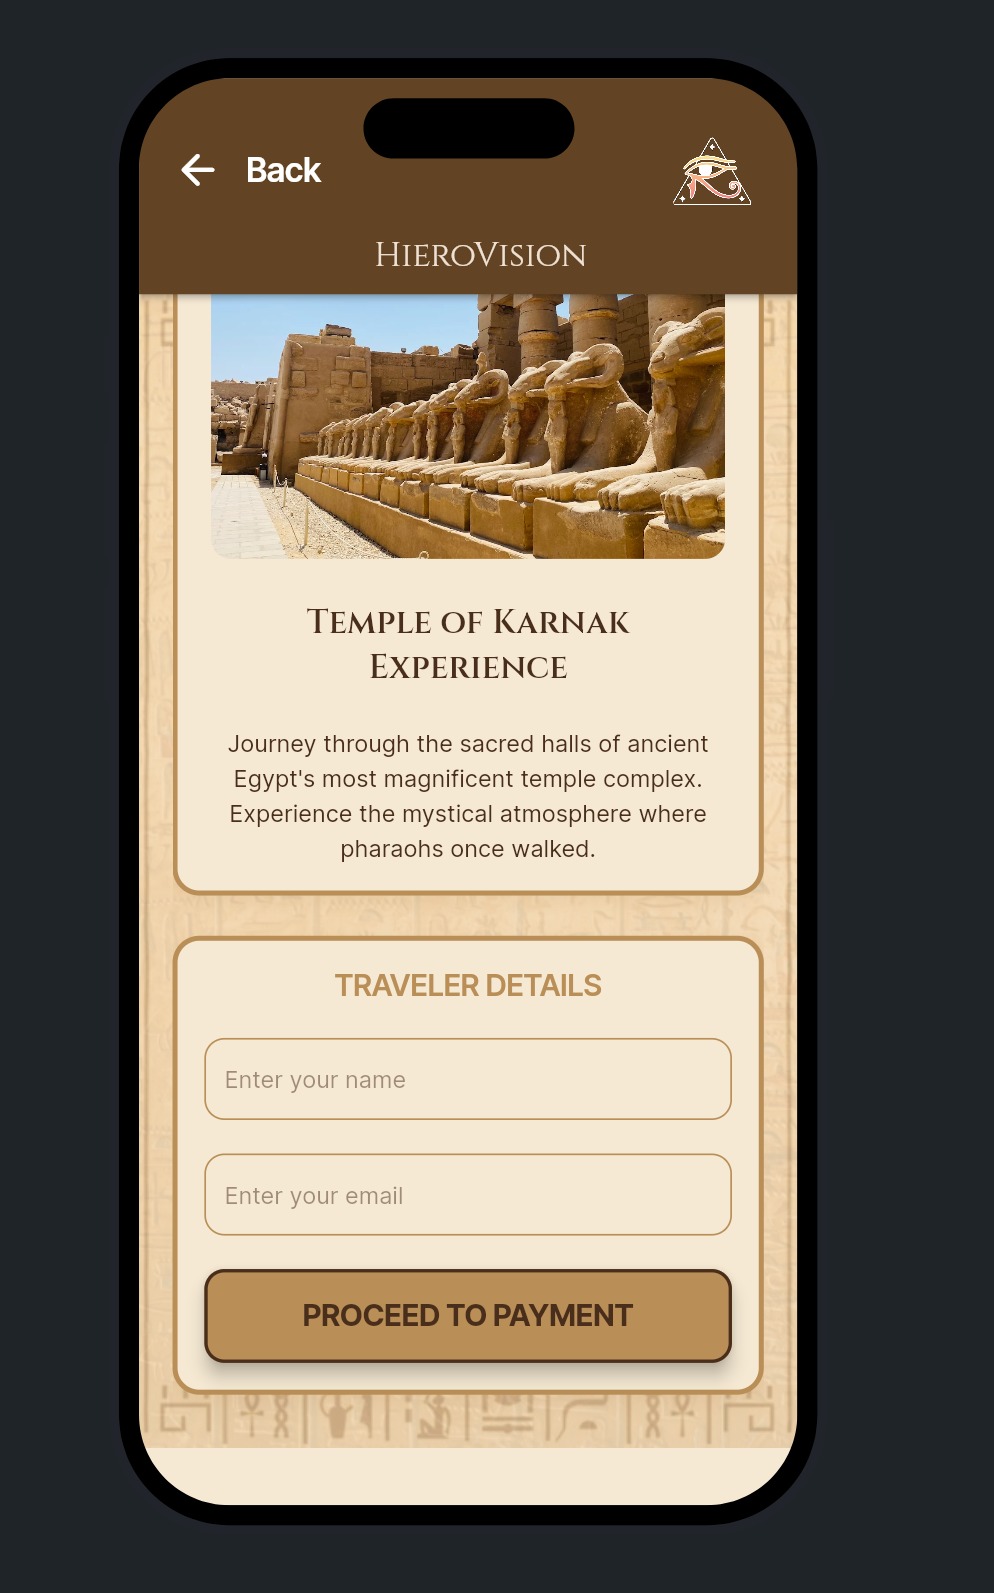 Back
HieroVision
Temple of Karnak
Experience
Journey through the sacred halls of ancient
Egypt's most magnificent temple complex.
Experience the mystical atmosphere where
pharaohs once walked.
TRAVELER DETAILS
Enter your name
Enter your email
PROCEED TO PAYMENT